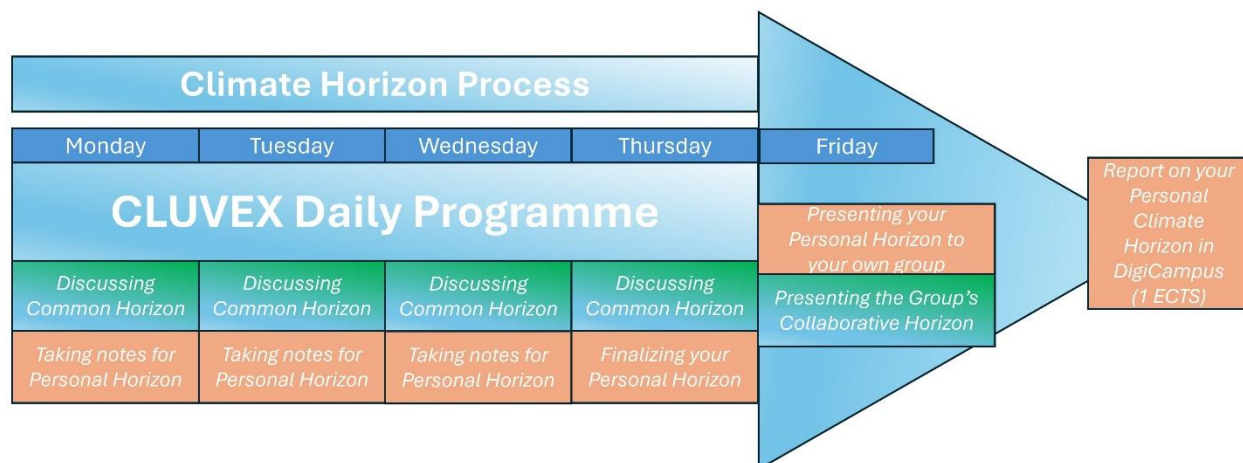 Climate Horizon Process
Monday
Tuesday
Wednesday
Thursday
Friday
CLUVEX Daily Programme
Discussing
Common Horizon
Discussing
Common Horizon
Discussing
Common Horizon
Discussing
Common Horizon
Taking notes for
Personal Horizon
Taking notes for
Personal Horizon
Taking notes for
Personal Horizon
Finalizing your
Personal Horizon
Presenting your
Personal Horizon to
your own group
Presenting the Group's
Collaborative Horizon
Report on your
Personal
Climate
Horizon in
DigiCampus
(1 ECTS)